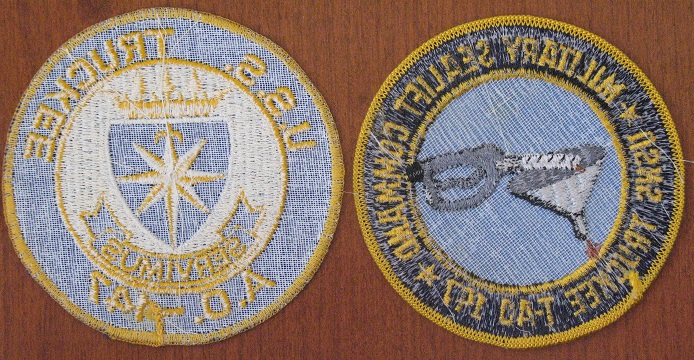 U.S.S. TRUCKEE
SERVIMUS
A.O.-147
MILITARY SEALIFT COMMAND
USNS TRUCKEE T-AO 147